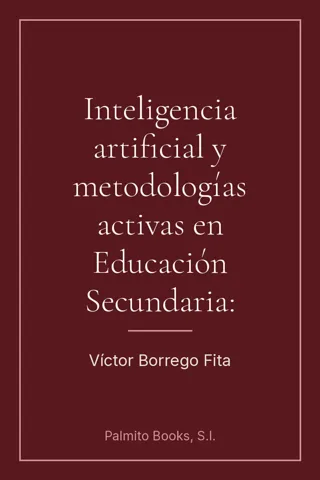 Inteligencia
artificial y
metodologías
activas en
Educación
Secundaria:
Víctor Borrego Fita
Palmito Books, S.l.